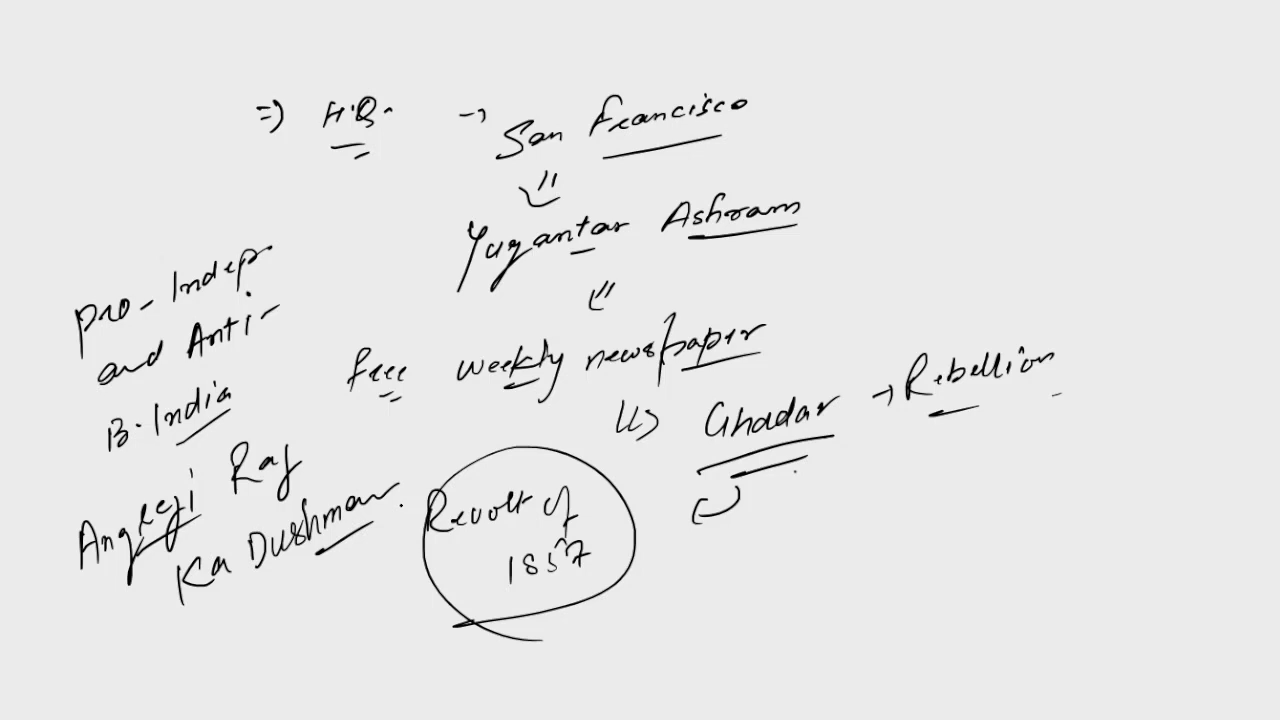 => H.Q. → San Francisco
Yugantar Ashram
free weekly newspaper
Ghadar → Rebellion
Revolt of
1857
Pro-Indep
and Anti-
B. India
Angrezi Raj
Ka Dushman.